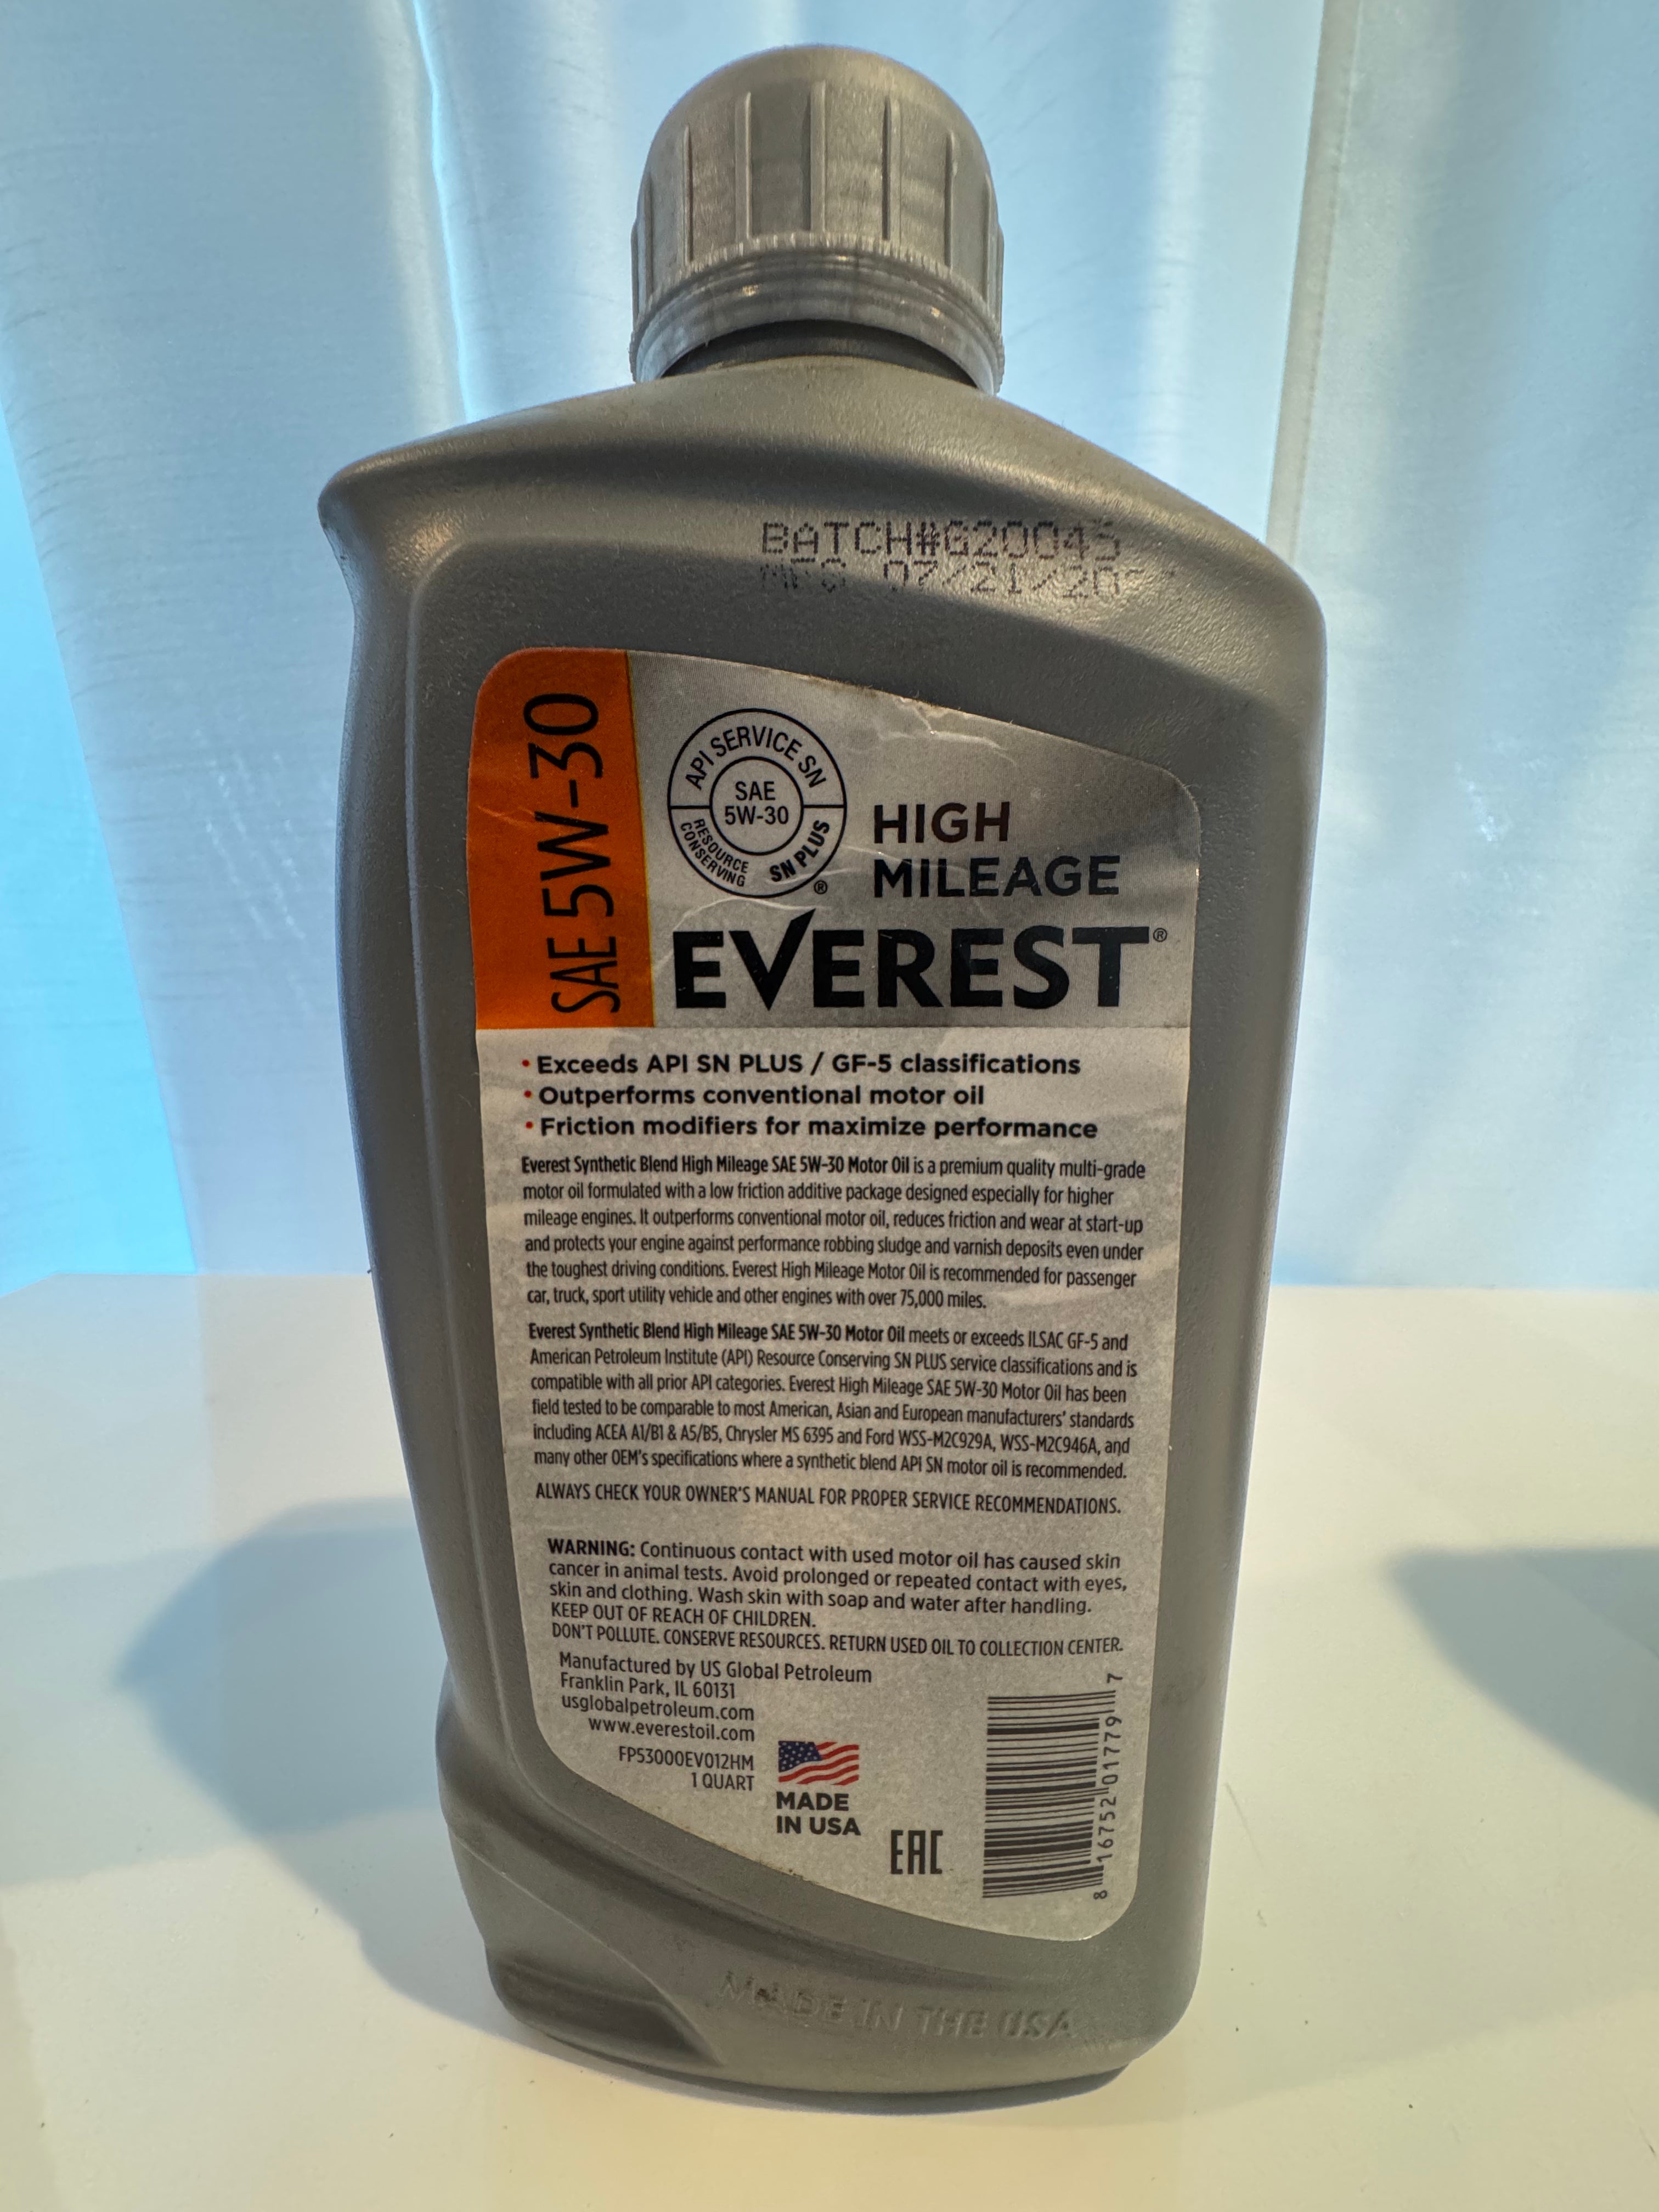 BATCH#G20045
MFG 07/21/20
SAE 5W-30
API SERVICE SN
SAE
5W-30
RESOURCE
CONSERVING
SN PLUS
®
HIGH
MILEAGE
EVEREST®
• Exceeds API SN PLUS / GF-5 classifications
• Outperforms conventional motor oil
• Friction modifiers for maximize performance
Everest Synthetic Blend High Mileage SAE 5W-30 Motor Oil is a premium quality multi-grade
motor oil formulated with a low friction additive package designed especially for higher
mileage engines. It outperforms conventional motor oil, reduces friction and wear at start-up
and protects your engine against performance robbing sludge and varnish deposits even under
the toughest driving conditions. Everest High Mileage Motor Oil is recommended for passenger
car, truck, sport utility vehicle and other engines with over 75,000 miles.
Everest Synthetic Blend High Mileage SAE 5W-30 Motor Oil meets or exceeds ILSAC GF-5 and
American Petroleum Institute (API) Resource Conserving SN PLUS service classifications and is
compatible with all prior API categories. Everest High Mileage SAE 5W-30 Motor Oil has been
field tested to be comparable to most American, Asian and European manufacturers' standards
including ACEA A1/B1 & A5/B5, Chrysler MS 6395 and Ford WSS-M2C929A, WSS-M2C946A, and
many other OEM's specifications where a synthetic blend API SN motor oil is recommended.
ALWAYS CHECK YOUR OWNER'S MANUAL FOR PROPER SERVICE RECOMMENDATIONS.
WARNING: Continuous contact with used motor oil has caused skin
cancer in animal tests. Avoid prolonged or repeated contact with eyes,
skin and clothing. Wash skin with soap and water after handling.
KEEP OUT OF REACH OF CHILDREN.
DON'T POLLUTE. CONSERVE RESOURCES. RETURN USED OIL TO COLLECTION CENTER.
Manufactured by US Global Petroleum
Franklin Park, IL 60131
usglobalpetroleum.com
www.everestoil.com
FP53000EV012HM
1 QUART
MADE
IN USA
EAC
8 16752 01779 7
MADE IN THE USA